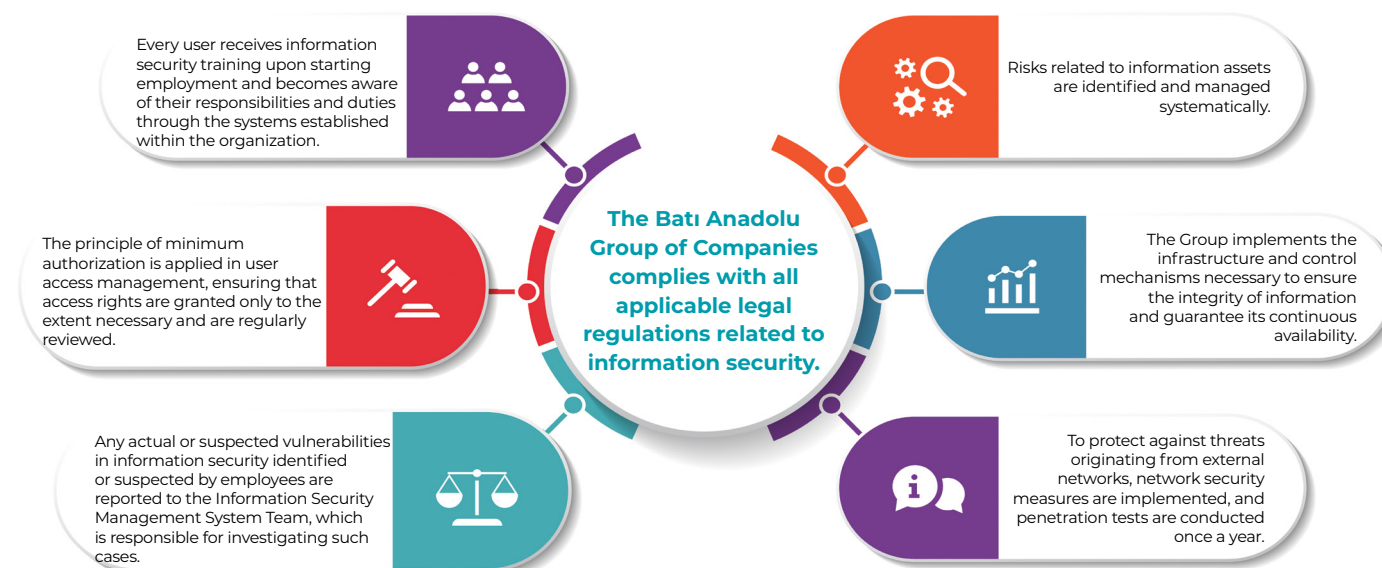 Every user receives information
security training upon starting
employment and becomes aware
of their responsibilities and duties
through the systems established
within the organization.
Risks related to information assets
are identified and managed
systematically.
The principle of minimum
authorization is applied in user
access management, ensuring that
access rights are granted only to the
extent necessary and are regularly
reviewed.
The Batı Anadolu
Group of Companies
complies with all
applicable legal
regulations related to
information security.
The Group implements the
infrastructure and control
mechanisms necessary to ensure
the integrity of information
and guarantee its continuous
availability.
Any actual or suspected vulnerabilities
in information security identified
or suspected by employees are
reported to the Information Security
Management System Team, which
is responsible for investigating such
cases.
To protect against threats
originating from external
networks, network security
measures are implemented, and
penetration tests are conducted
once a year.